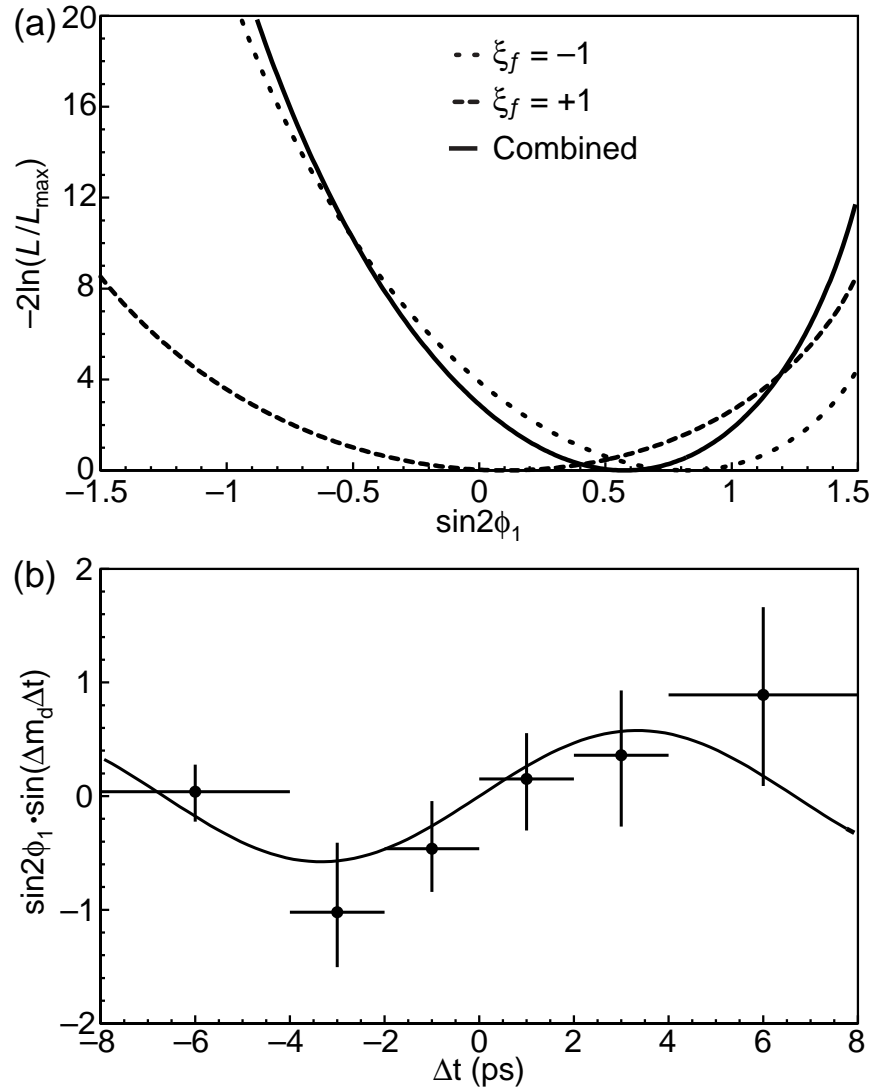 (a)
20
16
12
8
4
0
−2ln(L/Lmax)
ξf = −1
ξf = +1
Combined
−1.5 −1 −0.5 0 0.5 1 1.5
sin2ϕ1
(b)
2
1
0
−1
−2
sin2ϕ1•sin(ΔmdΔt)
−8 −6 −4 −2 0 2 4 6 8
Δt (ps)